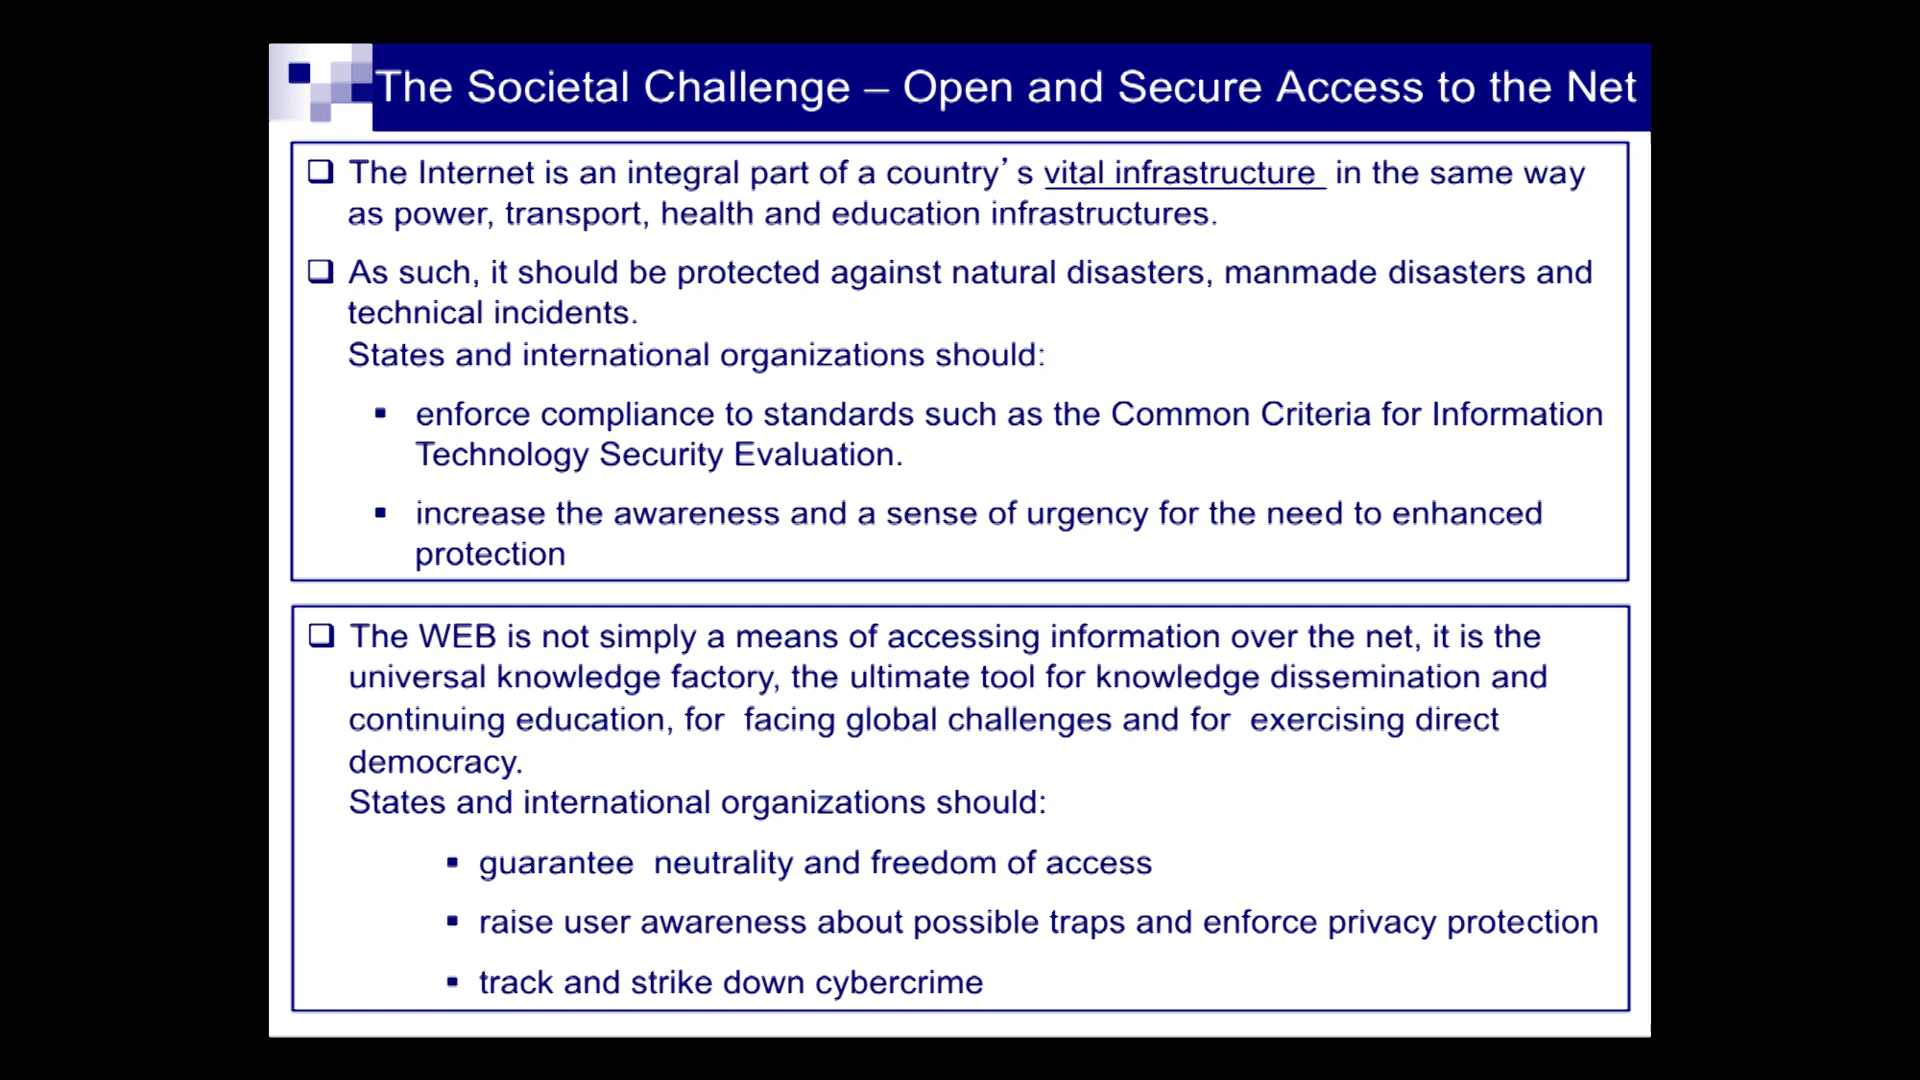 The Societal Challenge – Open and Secure Access to the Net
❑ The Internet is an integral part of a country’s vital infrastructure in the same way
as power, transport, health and education infrastructures.
❑ As such, it should be protected against natural disasters, manmade disasters and
technical incidents.
States and international organizations should:
▪ enforce compliance to standards such as the Common Criteria for Information
Technology Security Evaluation.
▪ increase the awareness and a sense of urgency for the need to enhanced
protection
❑ The WEB is not simply a means of accessing information over the net, it is the
universal knowledge factory, the ultimate tool for knowledge dissemination and
continuing education, for facing global challenges and for exercising direct
democracy.
States and international organizations should:
▪ guarantee neutrality and freedom of access
▪ raise user awareness about possible traps and enforce privacy protection
▪ track and strike down cybercrime